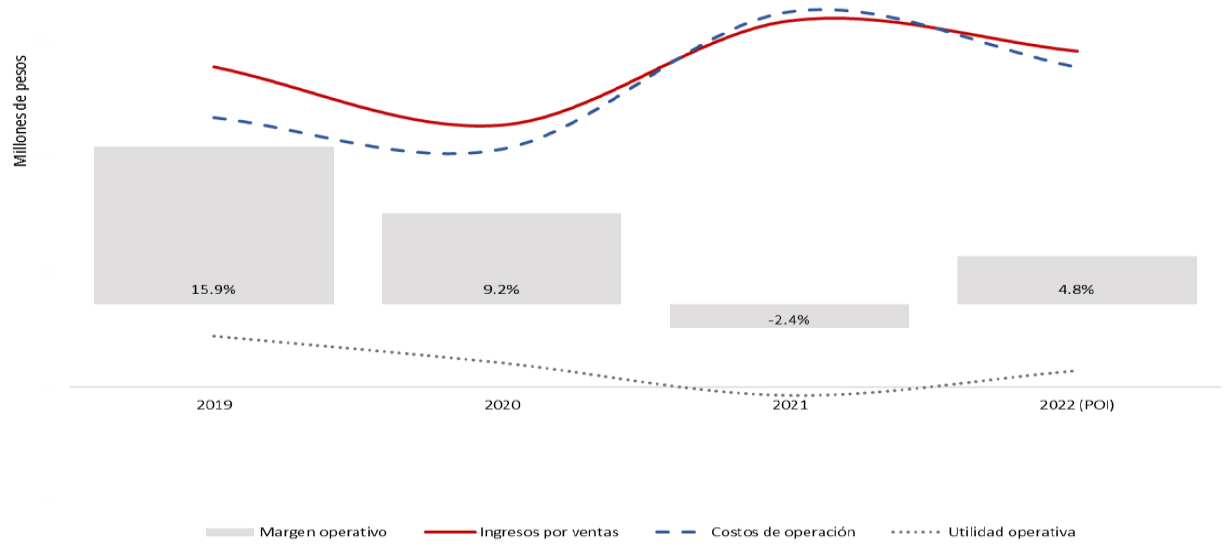 Millones de pesos
15.9%
9.2%
-2.4%
4.8%
2019
2020
2021
2022 (POI)
Margen operativo
Ingresos por ventas
Costos de operación
Utilidad operativa